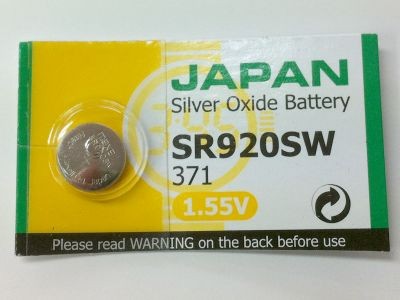 JAPAN
Silver Oxide Battery
SR920SW
371
1.55V
Please read WARNING on the back before use